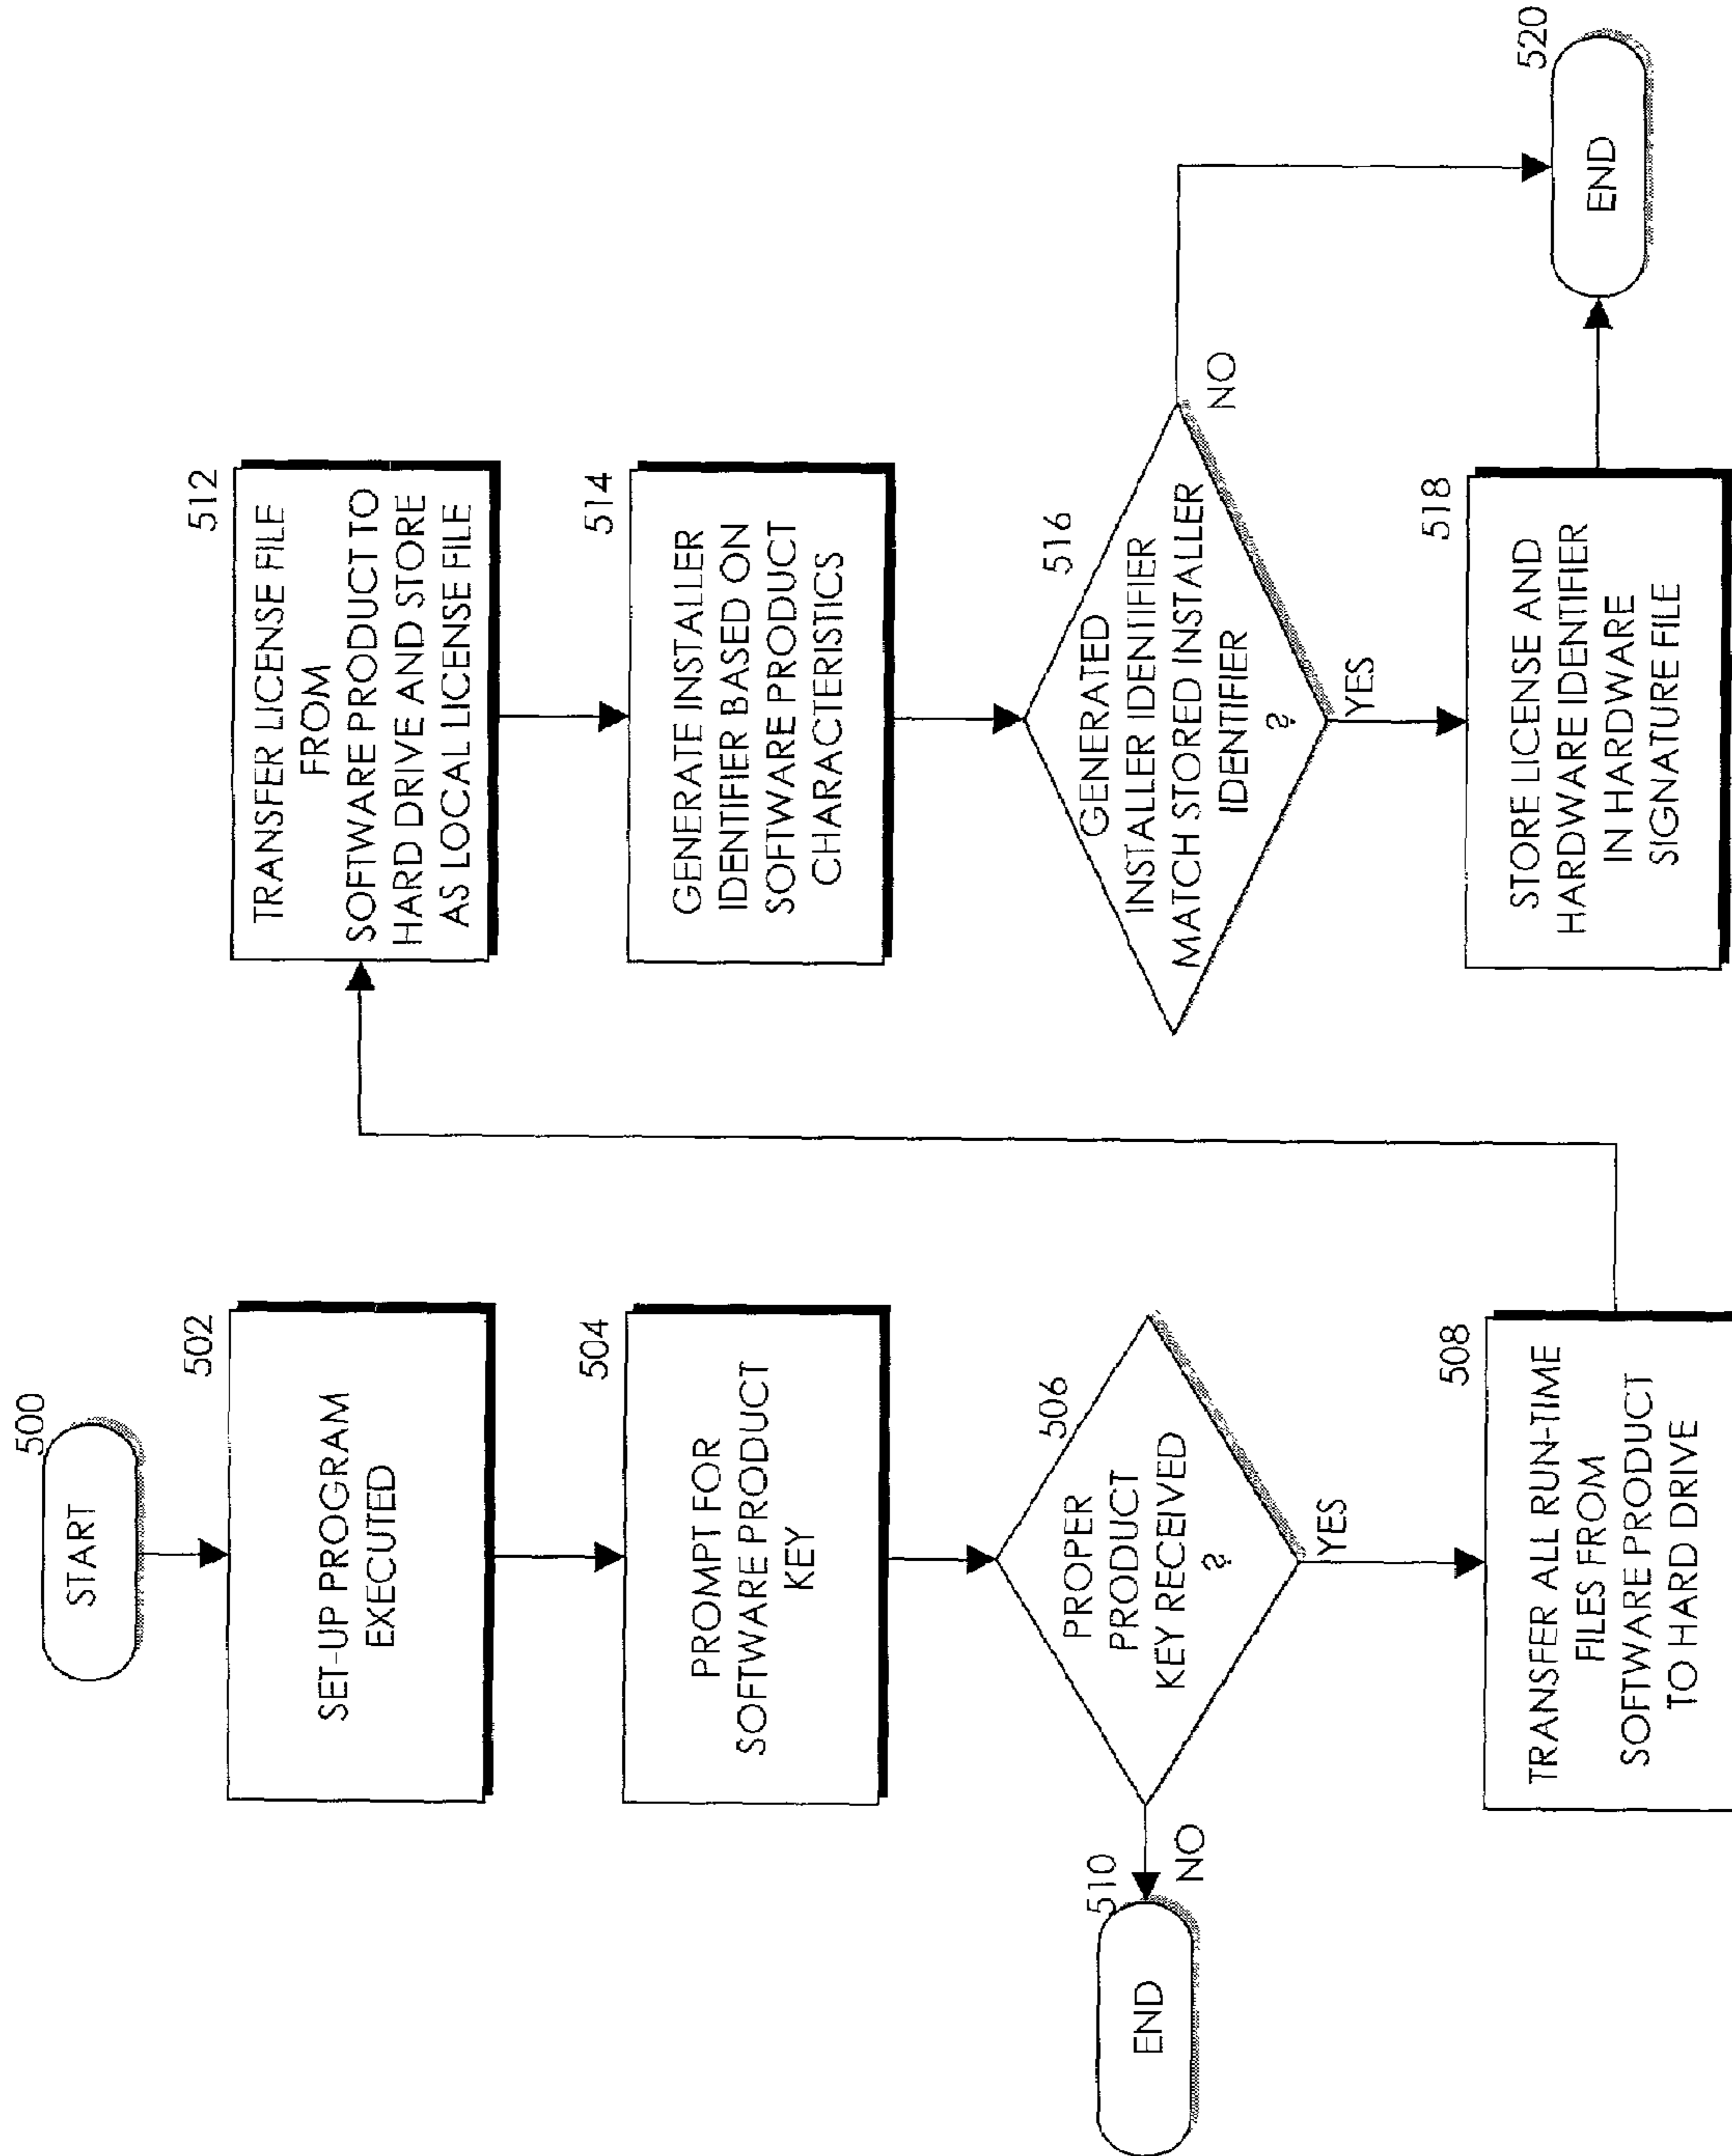 500
START
502
SET-UP PROGRAM
EXECUTED
504
PROMPT FOR
SOFTWARE PRODUCT
KEY
506
PROPER
PRODUCT
KEY RECEIVED
?
YES
NO
510
END
508
TRANSFER ALL RUN-TIME
FILES FROM
SOFTWARE PRODUCT
TO HARD DRIVE
512
TRANSFER LICENSE FILE
FROM
SOFTWARE PRODUCT TO
HARD DRIVE AND STORE
AS LOCAL LICENSE FILE
514
GENERATE INSTALLER
IDENTIFIER BASED ON
SOFTWARE PRODUCT
CHARACTERISTICS
516
GENERATED
INSTALLER IDENTIFIER
MATCH STORED INSTALLER
IDENTIFIER
?
NO
YES
518
STORE LICENSE AND
HARDWARE IDENTIFIER
IN HARDWARE
SIGNATURE FILE
520
END